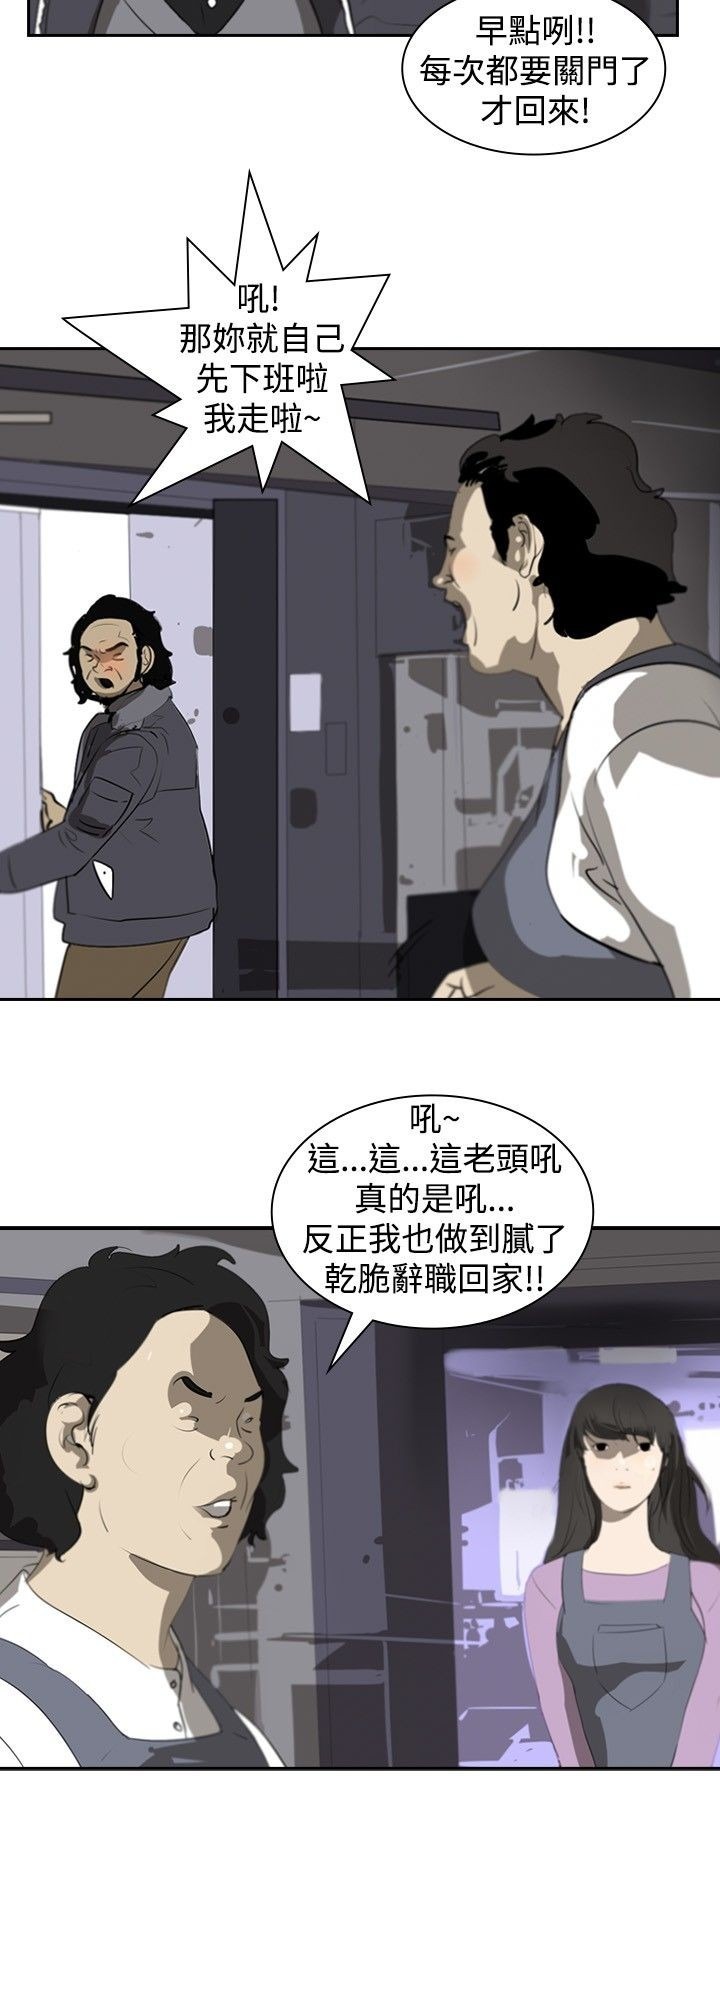 早點咧!!
每次都要關門了
才回來!
吼!
那妳就自己
先下班啦
我走啦~
吼~
這...這...這老頭吼
真的是吼...
反正我也做到膩了
乾脆辭職回家!!